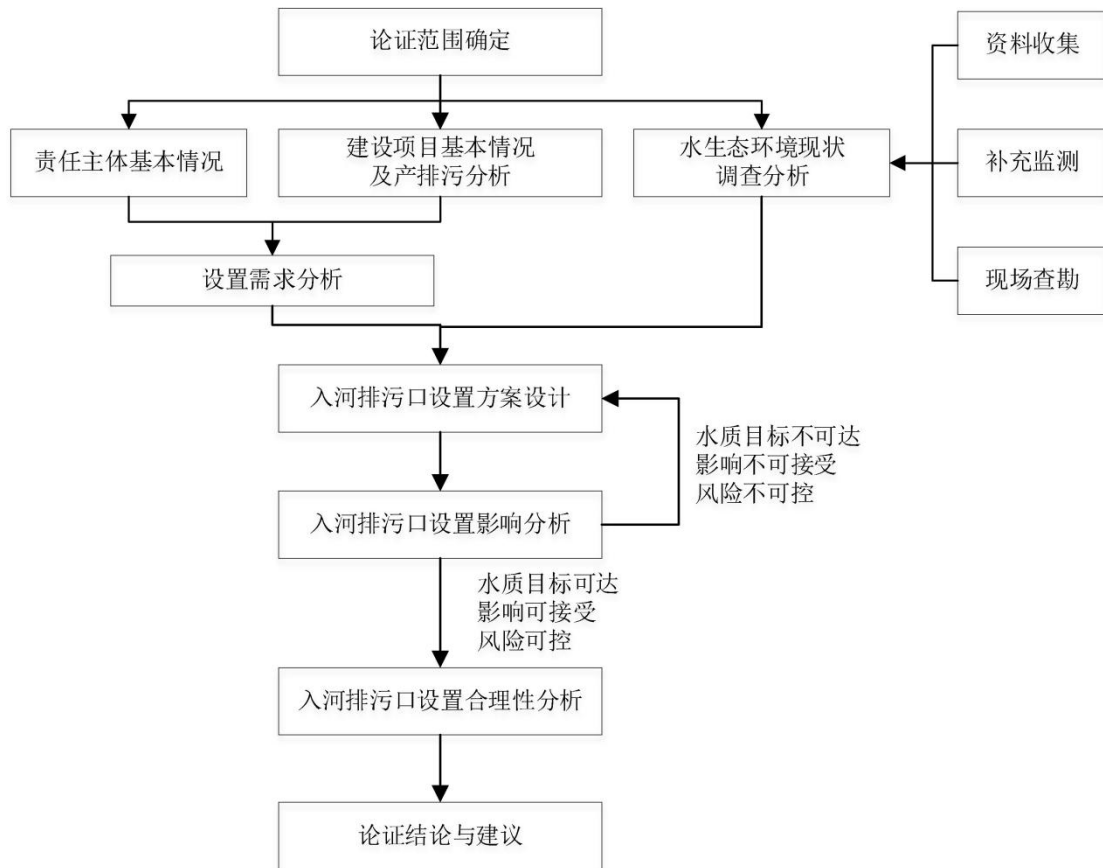 论证范围确定
资料收集
责任主体基本情况
建设项目基本情况
及产排污分析
水生态环境现状
调查分析
补充监测
设置需求分析
现场查勘
入河排污口设置方案设计
水质目标不可达
影响不可接受
风险不可控
入河排污口设置影响分析
水质目标可达
影响可接受
风险可控
入河排污口设置合理性分析
论证结论与建议